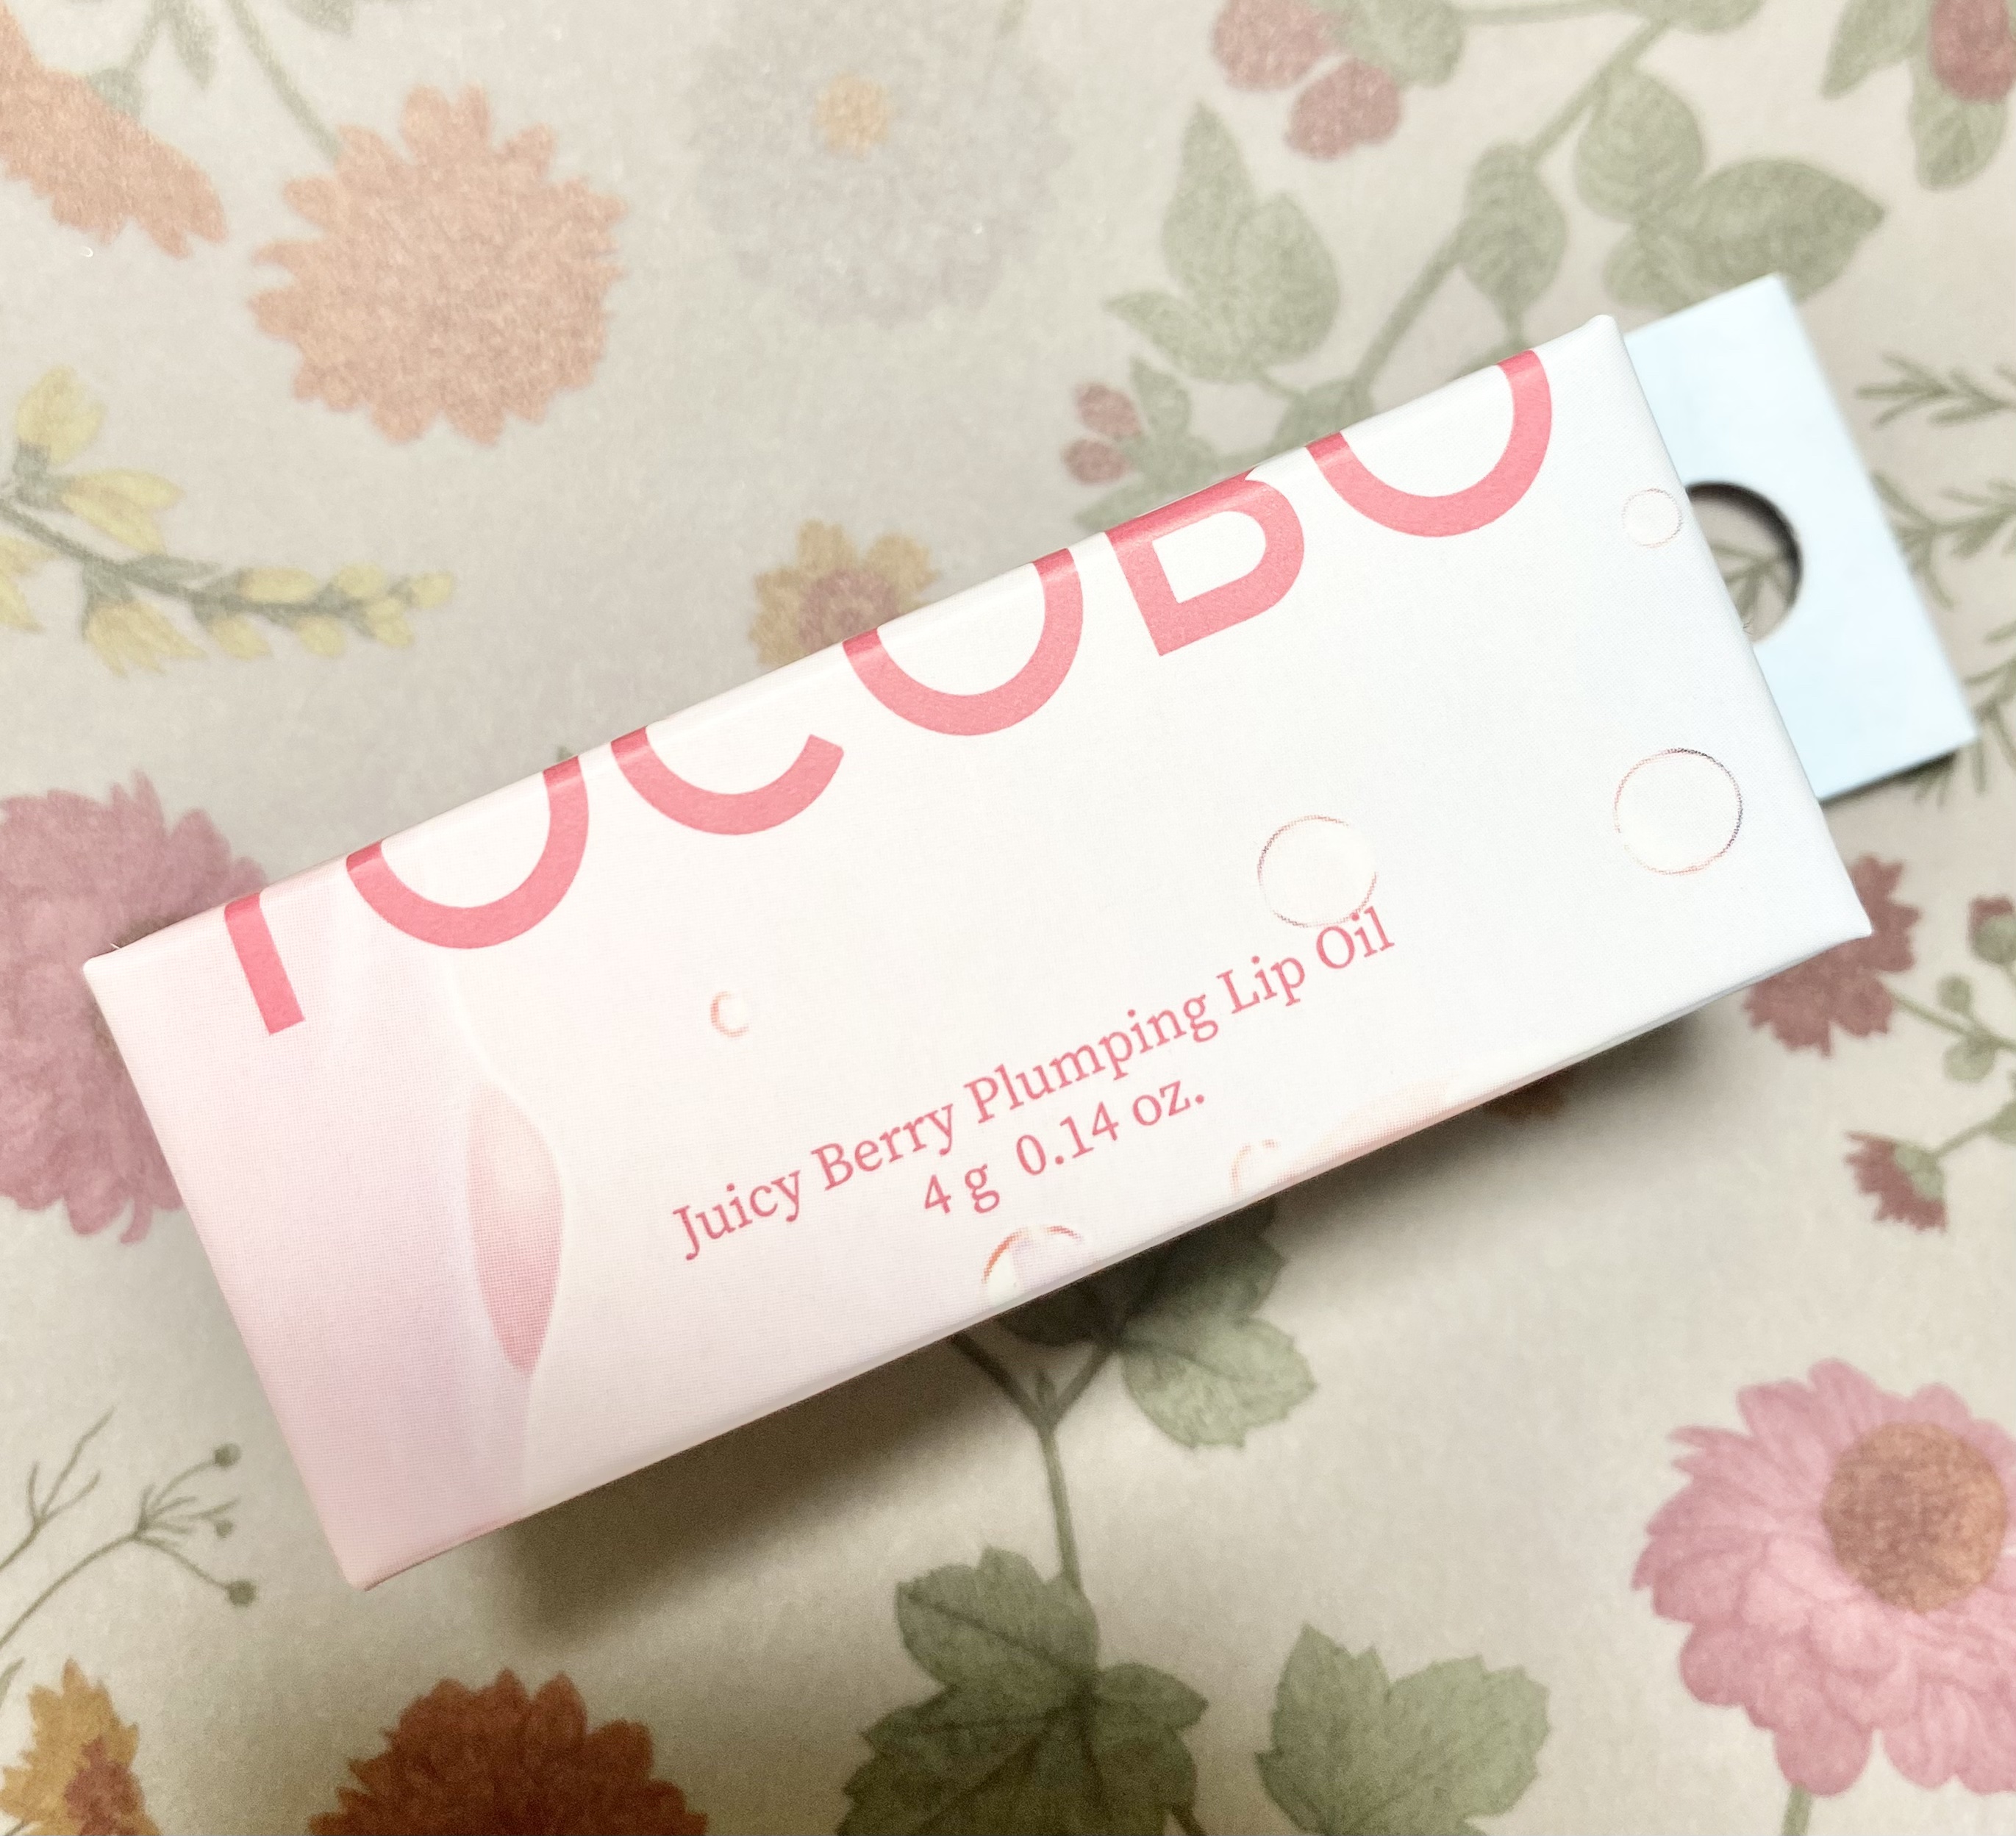 TOCOBO
Juicy Berry Plumping Lip Oil
4 g 0.14 oz.